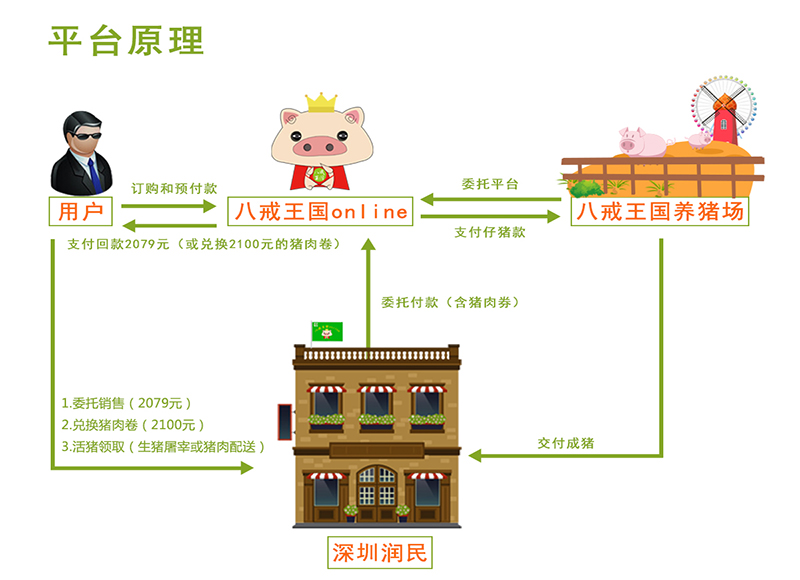 平台原理
订购和预付款
委托平台
用户
八戒王国online
八戒王国养猪场
支付回款2079元（或兑换2100元的猪肉卷）
支付仔猪款
委托付款（含猪肉券）
1.委托销售（2079元）
2.兑换猪肉卷（2100元）
3.活猪领取（生猪屠宰或猪肉配送）
交付成猪
深圳润民